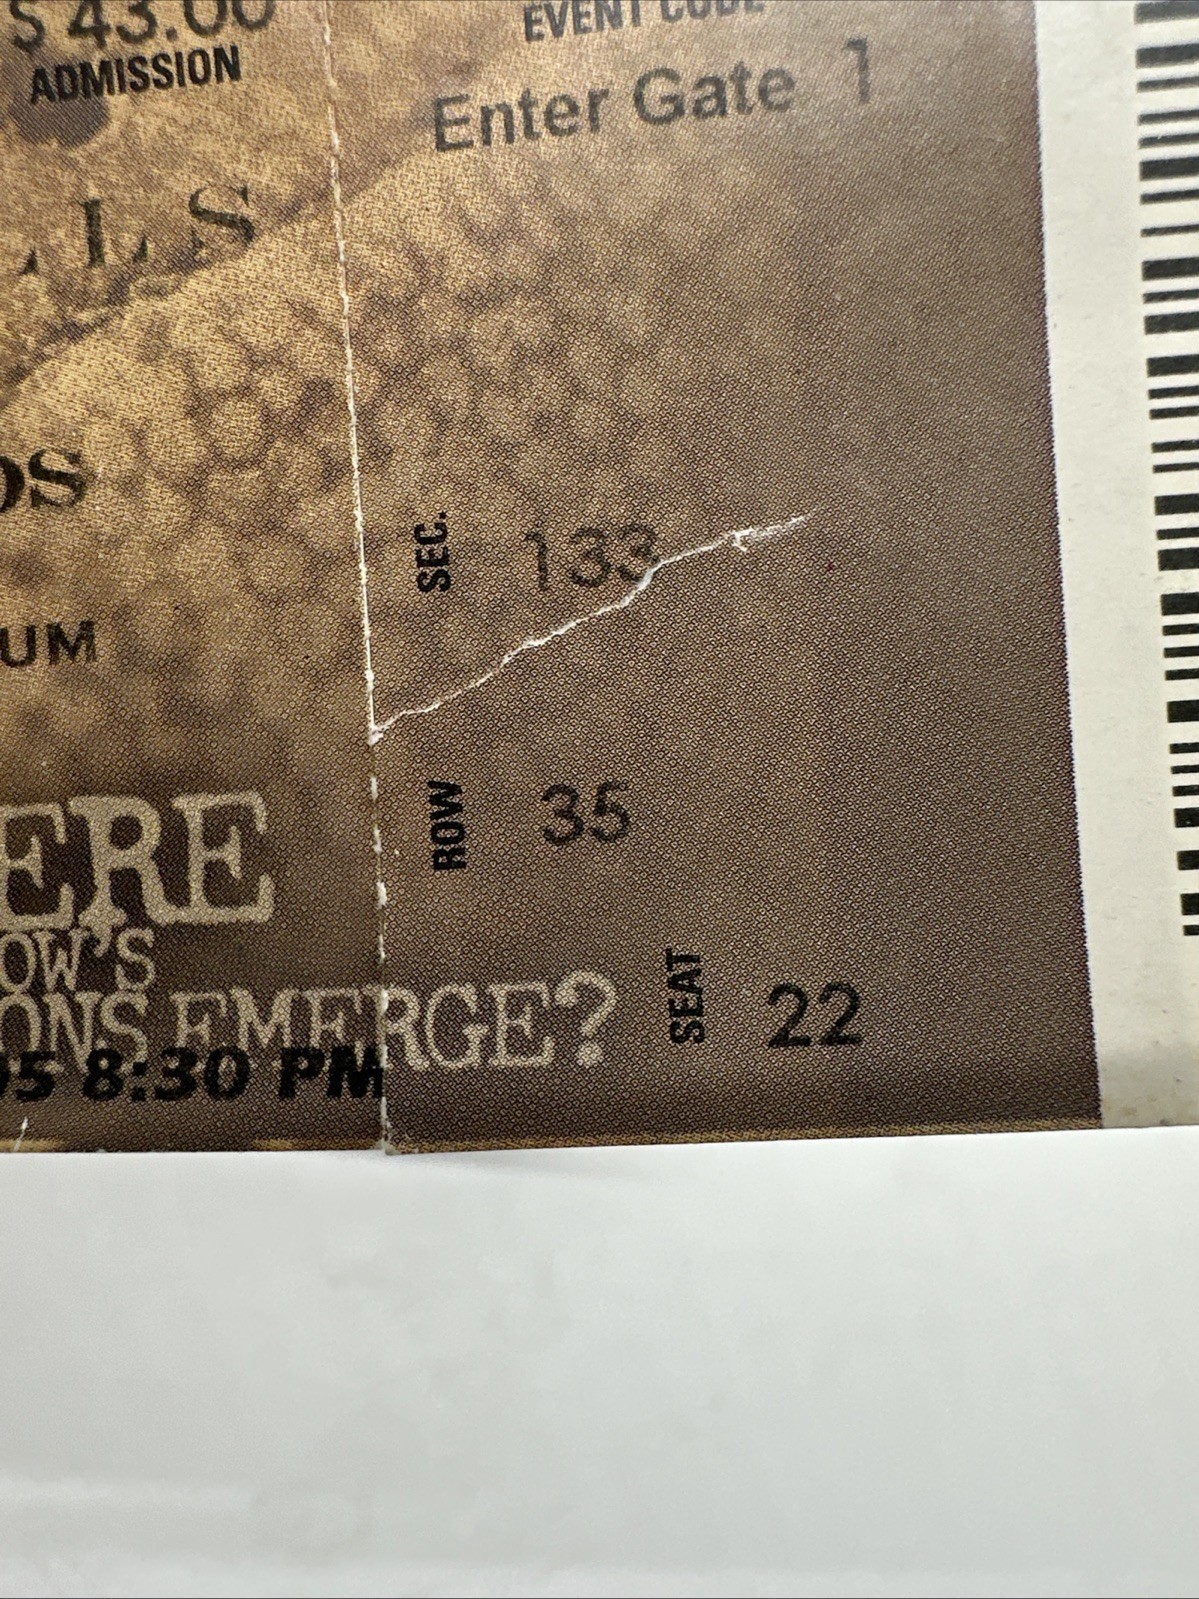 $ 43.00
ADMISSION
EVENT CODE
Enter Gate 1
LLS
OS
SEC. 133
UM
ROW 35
ERE
OW'S
ONS EMERGE?
SEAT 22
05 8:30 PM